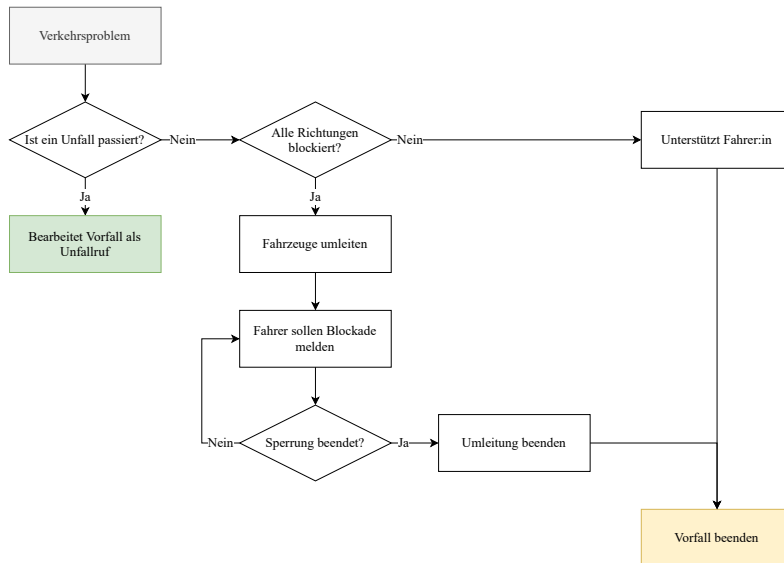 Verkehrsproblem
Ist ein Unfall passiert?
Nein
Alle Richtungen
blockiert?
Nein
Unterstützt Fahrer:in
Ja
Ja
Bearbeitet Vorfall als
Unfallruf
Fahrzeuge umleiten
Fahrer sollen Blockade
melden
Nein
Sperrung beendet?
Ja
Umleitung beenden
Vorfall beenden